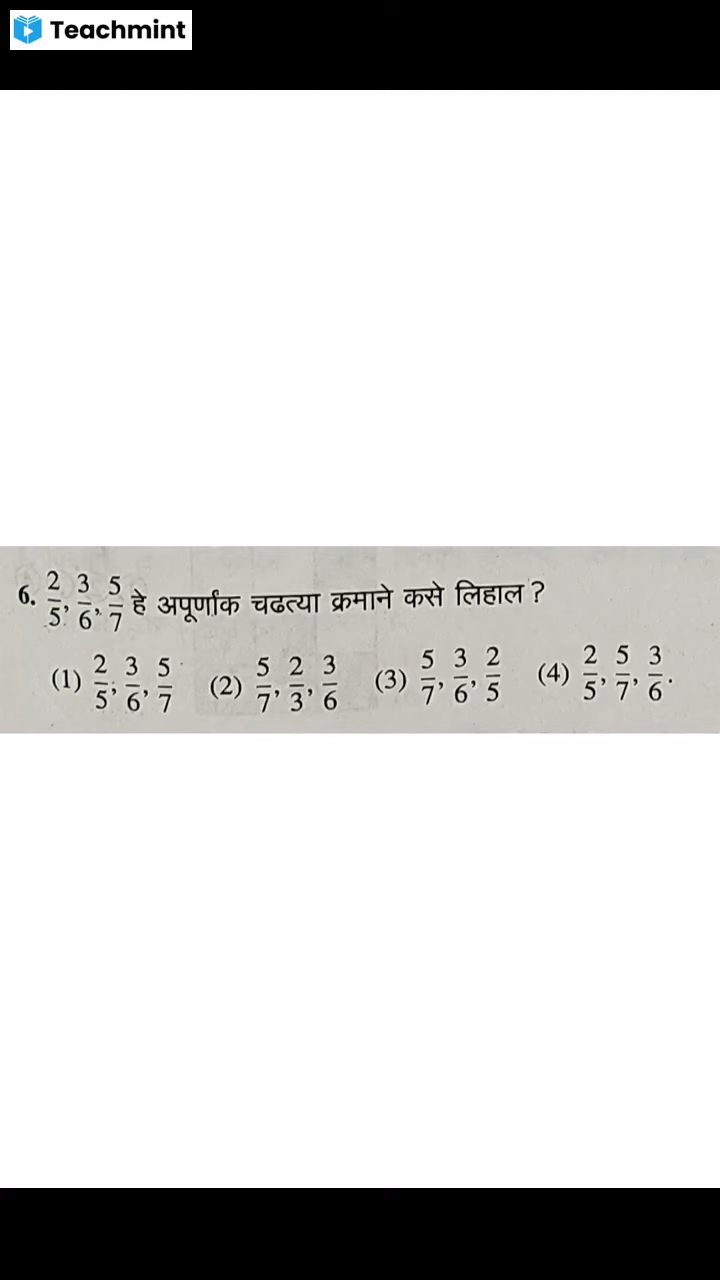 Teachmint
6. 2/5, 3/6, 5/7 हे अपूर्णांक चढत्या क्रमाने कसे लिहाल ?
(1) 2/5, 3/6, 5/7 (2) 5/7, 2/3, 3/6 (3) 5/7, 3/6, 2/5 (4) 2/5, 5/7, 3/6.